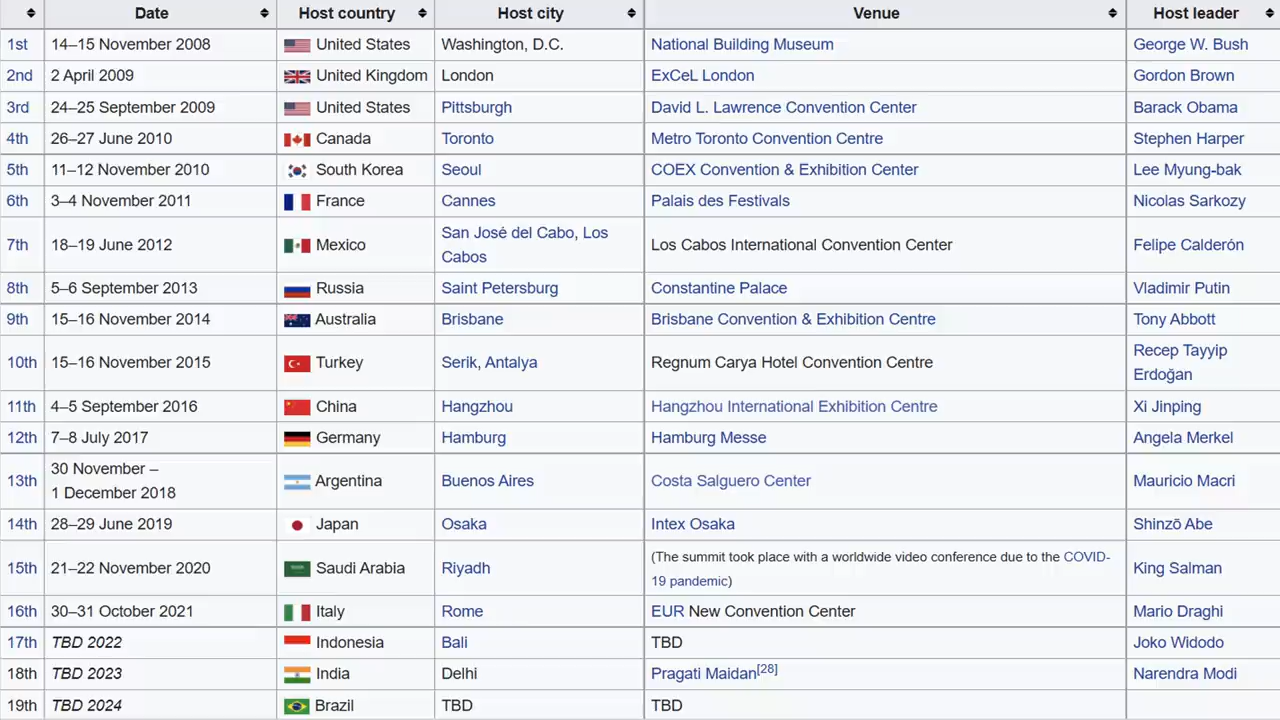 Date Host country Host city Venue Host leader
1st 14–15 November 2008 United States Washington, D.C. National Building Museum George W. Bush
2nd 2 April 2009 United Kingdom London ExCeL London Gordon Brown
3rd 24–25 September 2009 United States Pittsburgh David L. Lawrence Convention Center Barack Obama
4th 26–27 June 2010 Canada Toronto Metro Toronto Convention Centre Stephen Harper
5th 11–12 November 2010 South Korea Seoul COEX Convention & Exhibition Center Lee Myung-bak
6th 3–4 November 2011 France Cannes Palais des Festivals Nicolas Sarkozy
7th 18–19 June 2012 Mexico San José del Cabo, Los
Cabos Los Cabos International Convention Center Felipe Calderón
8th 5–6 September 2013 Russia Saint Petersburg Constantine Palace Vladimir Putin
9th 15–16 November 2014 Australia Brisbane Brisbane Convention & Exhibition Centre Tony Abbott
10th 15–16 November 2015 Turkey Serik, Antalya Regnum Carya Hotel Convention Centre Recep Tayyip
Erdoğan
11th 4–5 September 2016 China Hangzhou Hangzhou International Exhibition Centre Xi Jinping
12th 7–8 July 2017 Germany Hamburg Hamburg Messe Angela Merkel
13th 30 November –
1 December 2018 Argentina Buenos Aires Costa Salguero Center Mauricio Macri
14th 28–29 June 2019 Japan Osaka Intex Osaka Shinzō Abe
15th 21–22 November 2020 Saudi Arabia Riyadh (The summit took place with a worldwide video conference due to the COVID-
19 pandemic) King Salman
16th 30–31 October 2021 Italy Rome EUR New Convention Center Mario Draghi
17th TBD 2022 Indonesia Bali TBD Joko Widodo
18th TBD 2023 India Delhi Pragati Maidan[28] Narendra Modi
19th TBD 2024 Brazil TBD TBD